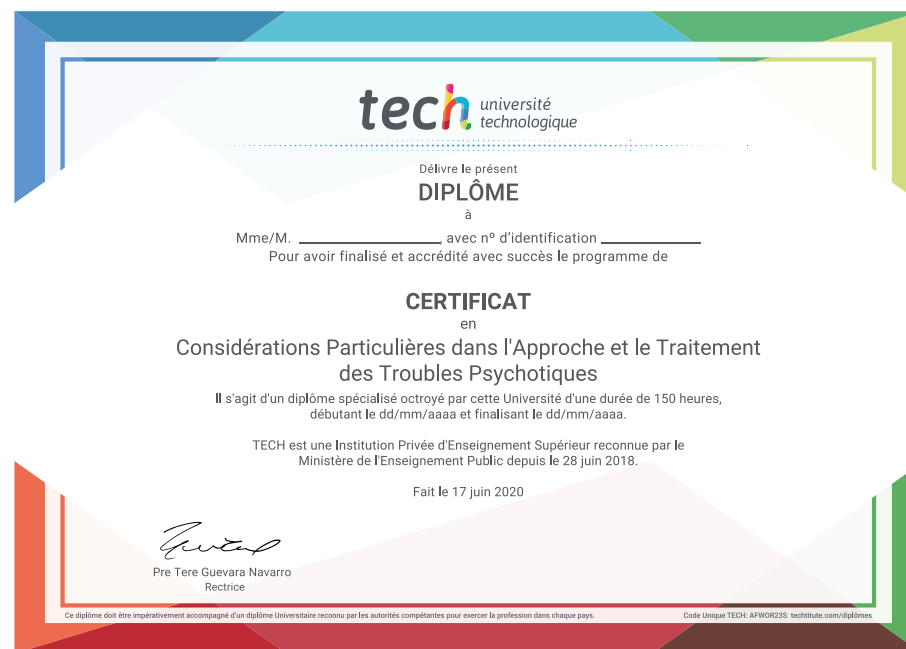 tech université
technologique
Délivre le présent
DIPLÔME
à
Mme/M. ____________, avec nº d'identification ____________
Pour avoir finalisé et accrédité avec succès le programme de
CERTIFICAT
en
Considérations Particulières dans l'Approche et le Traitement
des Troubles Psychotiques
Il s'agit d'un diplôme spécialisé octroyé par cette Université d'une durée de 150 heures,
débutant le dd/mm/aaaa et finalisant le dd/mm/aaaa.
TECH est une Institution Privée d'Enseignement Supérieur reconnue par le
Ministère de l'Enseignement Public depuis le 28 juin 2018.
Fait le 17 juin 2020
Pre Tere Guevara Navarro
Rectrice
Ce diplôme doit être impérativement accompagné d'un diplôme Universitaire reconnu par les autorités compétentes pour exercer la profession dans chaque pays.
Code Unique TECH: AFWOR23S techtitute.com/diplômes